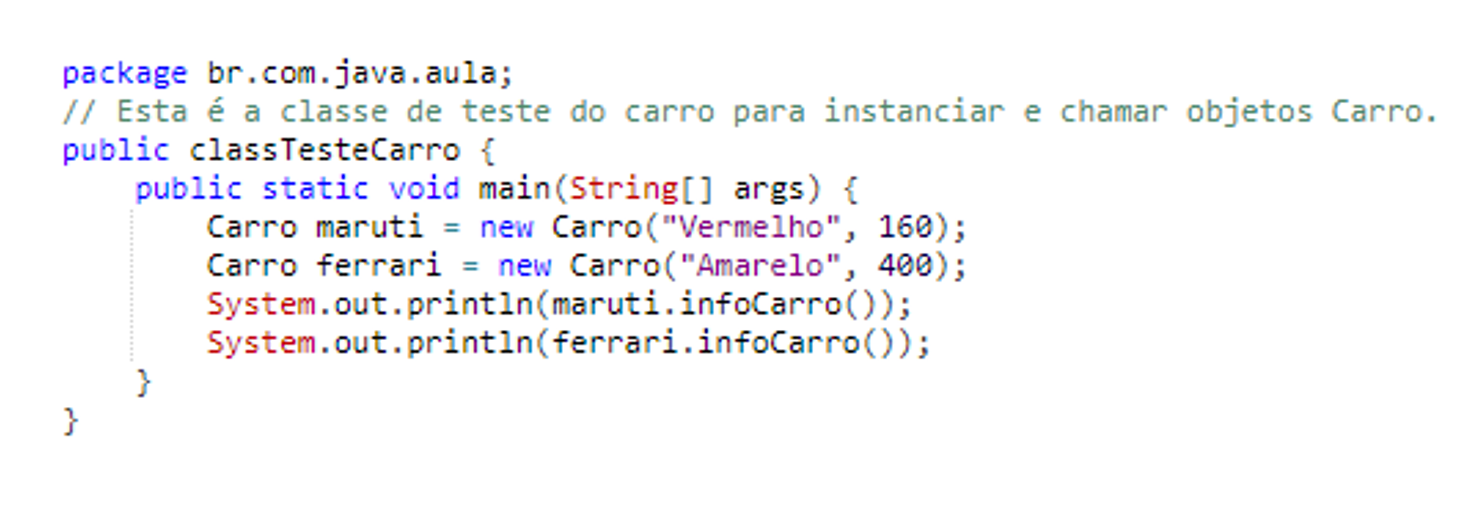 package br.com.java.aula;
// Esta é a classe de teste do carro para instanciar e chamar objetos Carro.
public classTesteCarro {
    public static void main(String[] args) {
        Carro maruti = new Carro("Vermelho", 160);
        Carro ferrari = new Carro("Amarelo", 400);
        System.out.println(maruti.infoCarro());
        System.out.println(ferrari.infoCarro());
    }
}